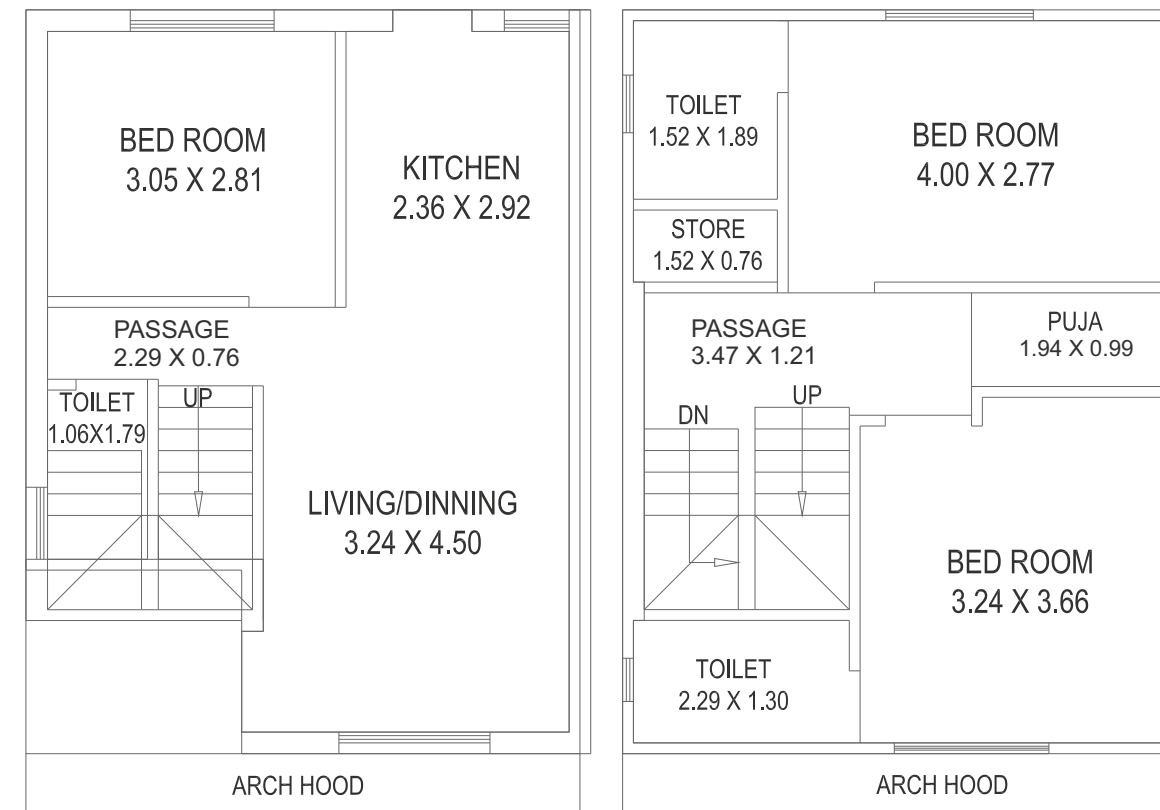 BED ROOM
3.05 X 2.81
KITCHEN
2.36 X 2.92
PASSAGE
2.29 X 0.76
TOILET
1.06X1.79
UP
LIVING/DINNING
3.24 X 4.50
ARCH HOOD
TOILET
1.52 X 1.89
BED ROOM
4.00 X 2.77
STORE
1.52 X 0.76
PASSAGE
3.47 X 1.21
PUJA
1.94 X 0.99
DN
UP
BED ROOM
3.24 X 3.66
TOILET
2.29 X 1.30
ARCH HOOD